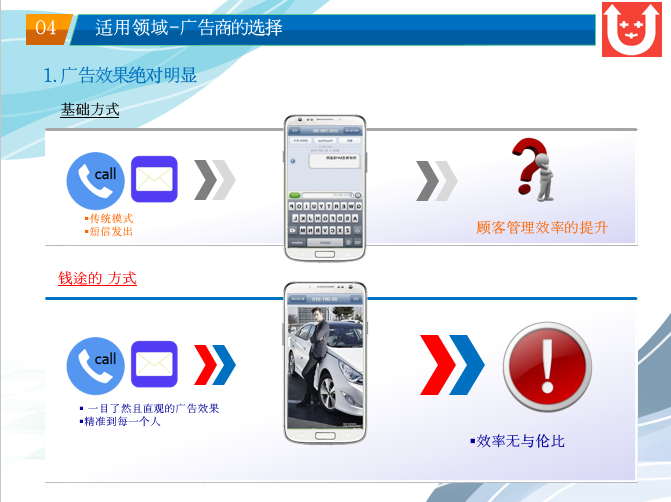 04
适用领域-广告商的选择
1.广告效果绝对明显
基础方式
call
▪传统模式
▪短信发出
顾客管理效率的提升
钱途的 方式
call
▪ 一目了然且直观的广告效果
▪精准到每一个人
▪效率无与伦比